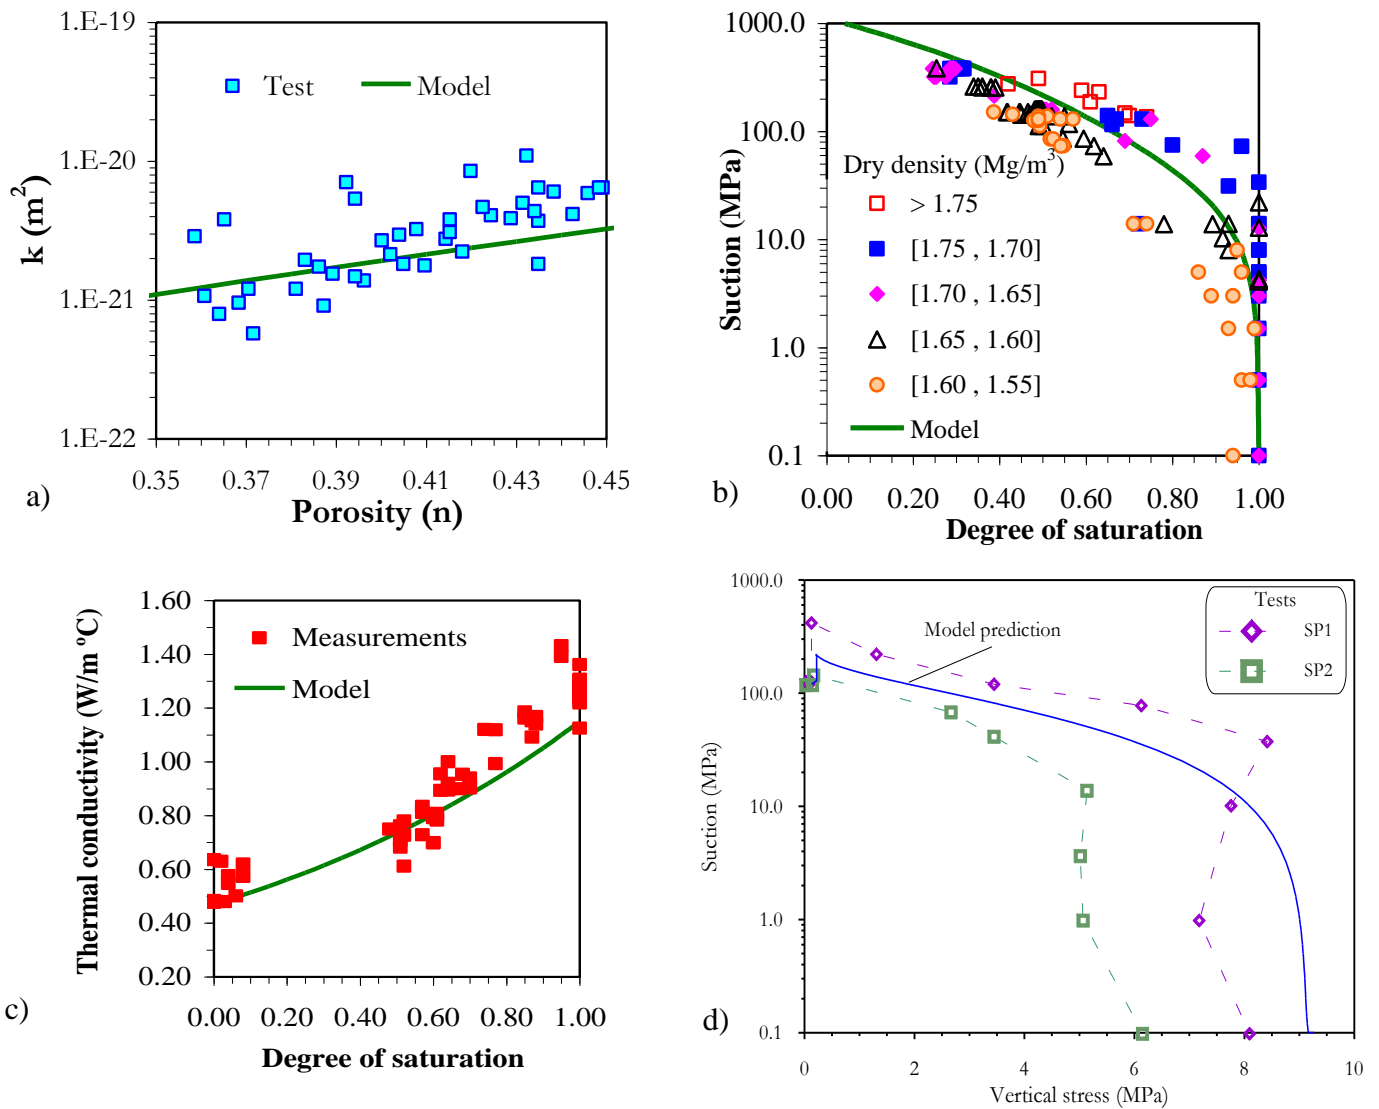 1.E-19
1.E-20
1.E-21
1.E-22
k (m²)
Test
Model
0.35 0.37 0.39 0.41 0.43 0.45
Porosity (n)
a)
1000.0
100.0
10.0
1.0
0.1
Suction (MPa)
Dry density (Mg/m³)
> 1.75
[1.75 , 1.70]
[1.70 , 1.65]
[1.65 , 1.60]
[1.60 , 1.55]
Model
0.00 0.20 0.40 0.60 0.80 1.00
Degree of saturation
b)
1.60
1.40
1.20
1.00
0.80
0.60
0.40
0.20
Thermal conductivity (W/m ºC)
Measurements
Model
0.00 0.20 0.40 0.60 0.80 1.00
Degree of saturation
c)
1000.0
100.0
10.0
1.0
0.1
Suction (MPa)
Tests
SP1
SP2
Model prediction
0 2 4 6 8 10
Vertical stress (MPa)
d)